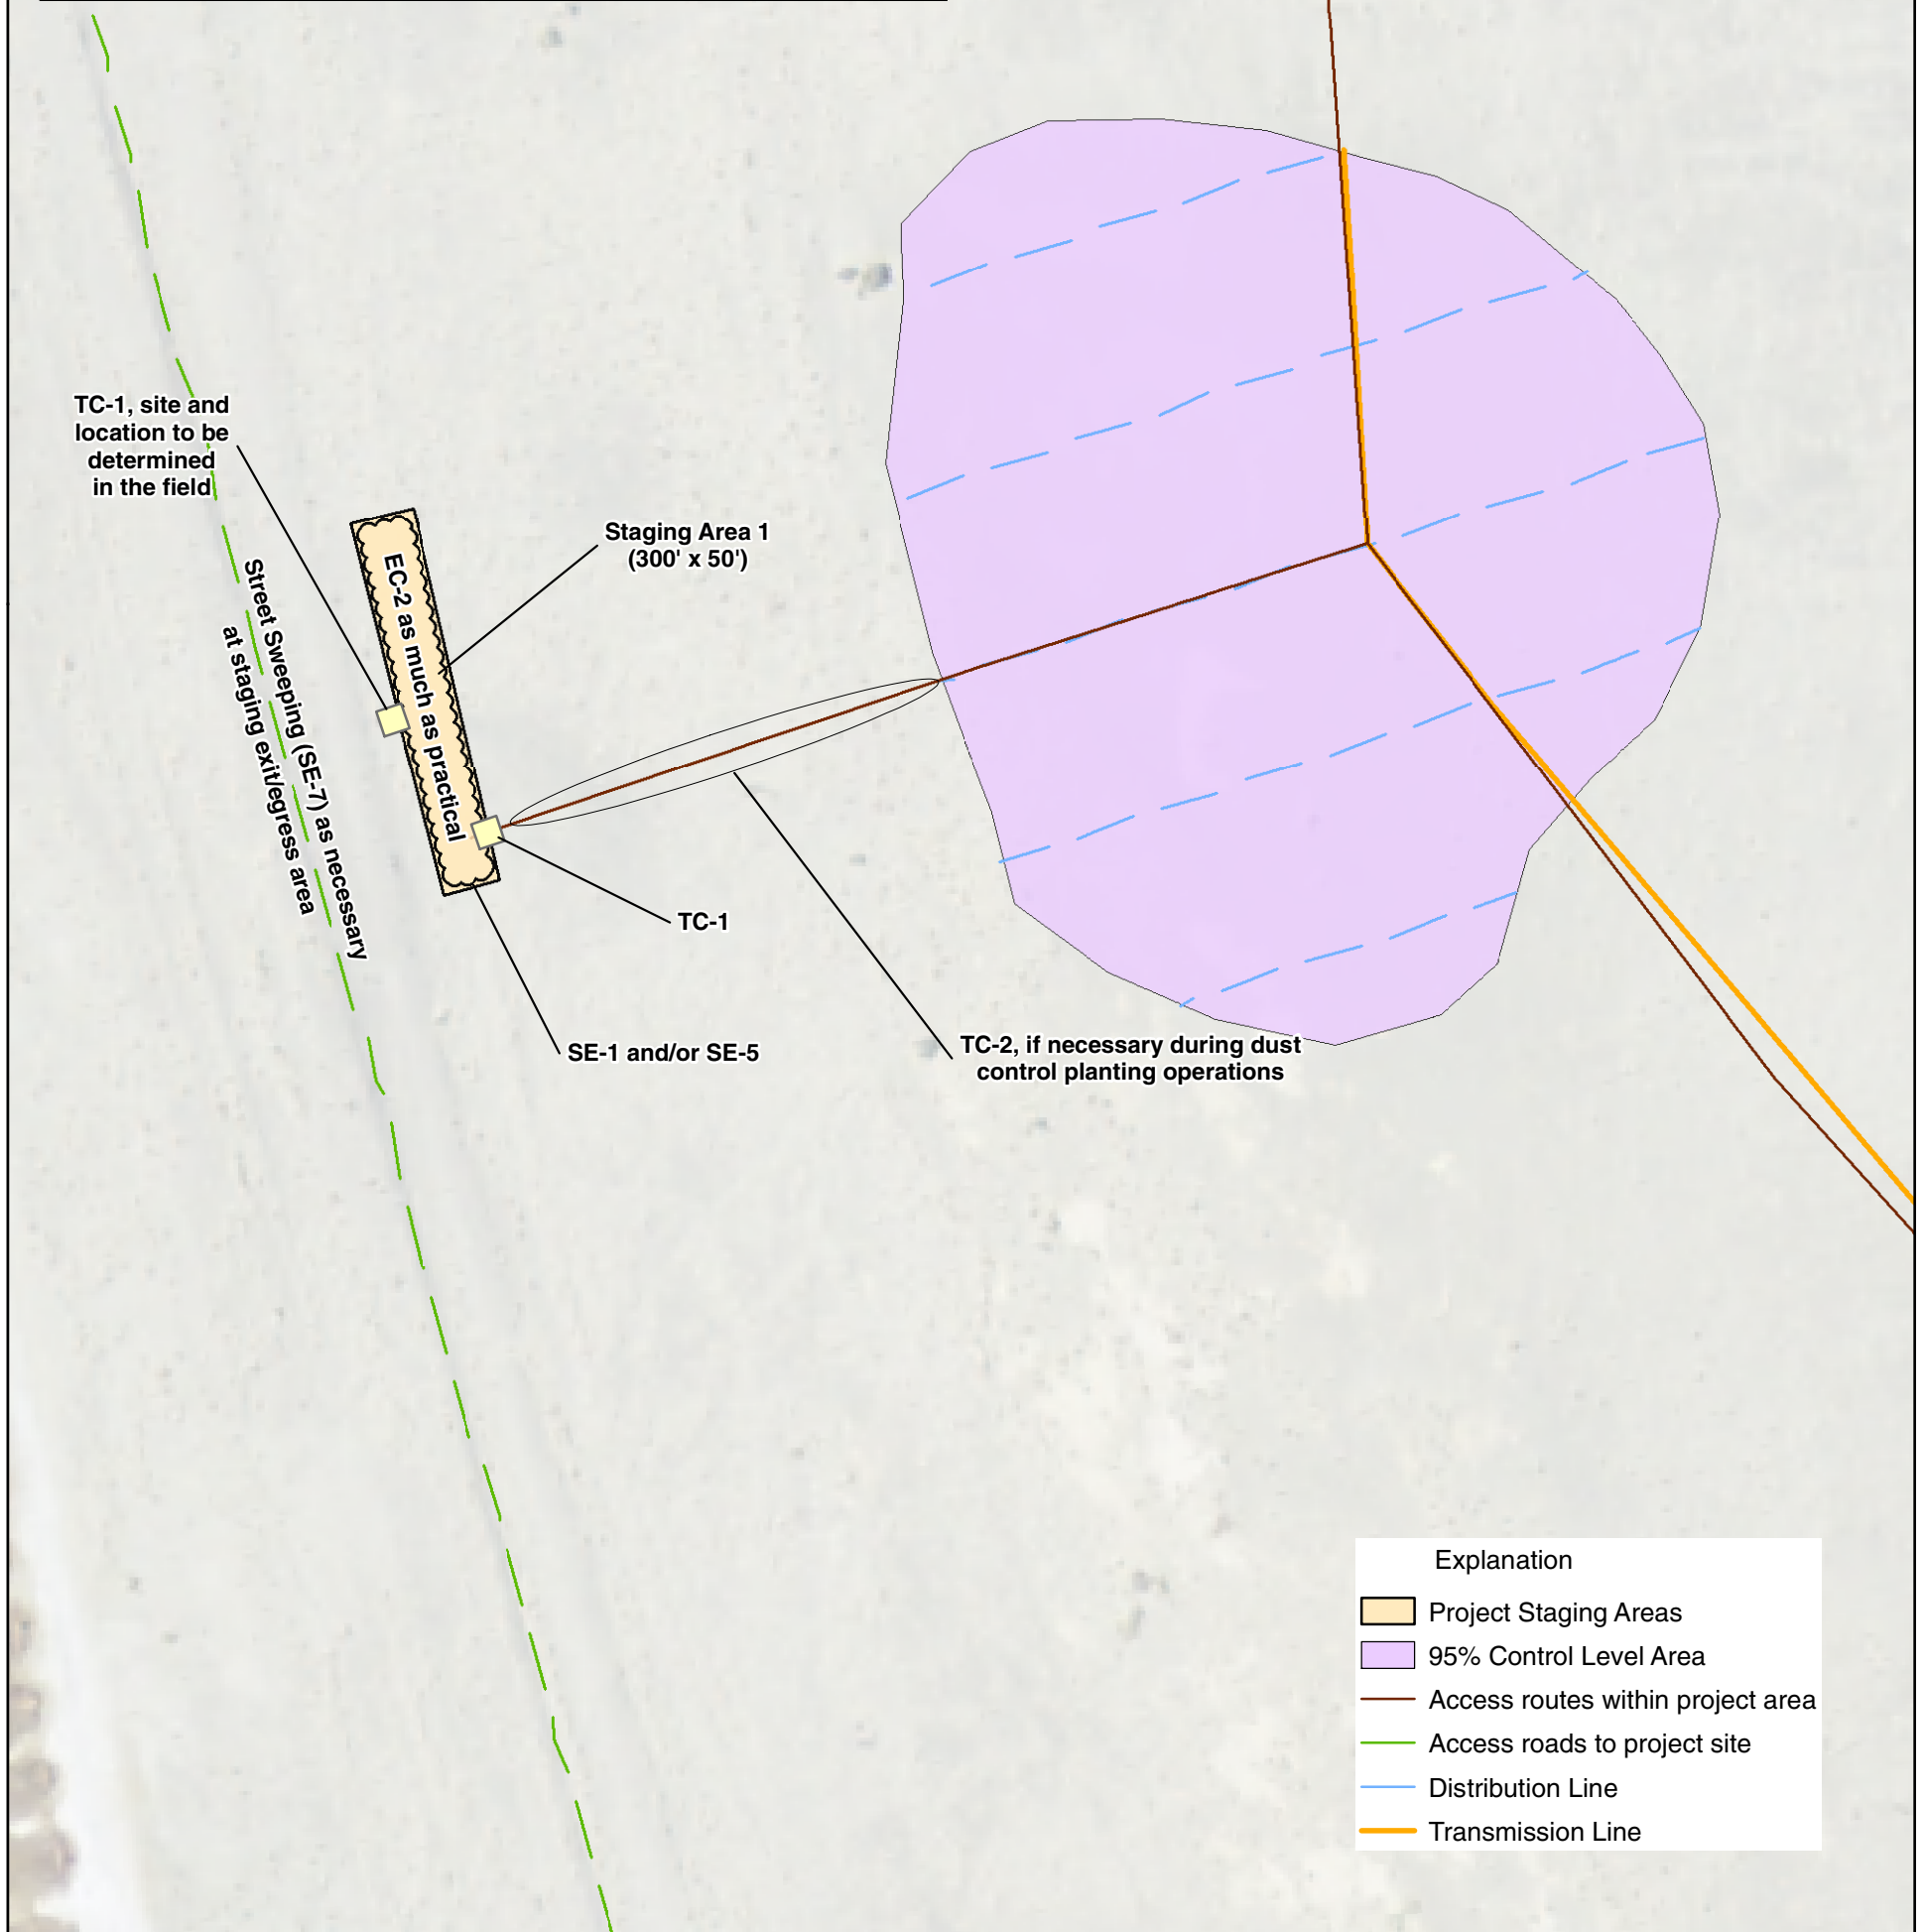 TC-1, site and
location to be
determined
in the field
Staging Area 1
(300' x 50')
EC-2 as much as practical
Street Sweeping (SE-7) as necessary
at staging exit/egress area
TC-1
SE-1 and/or SE-5
TC-2, if necessary during dust
control planting operations
Explanation
Project Staging Areas
95% Control Level Area
Access routes within project area
Access roads to project site
Distribution Line
Transmission Line